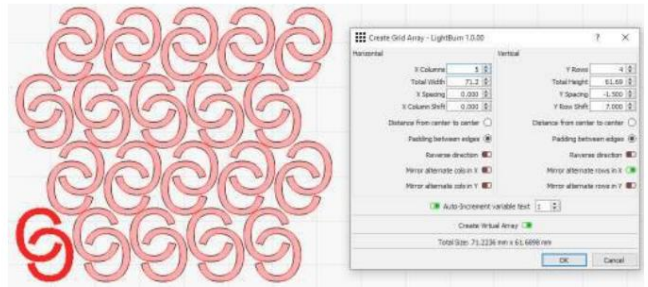 Create Grid Array - LightBurn 1.0.00 ? ×
Horizontal Vertical
X Columns 5 Y Rows 4
Total Width 71.2 Total Height 61.69
X Spacing 0.000 Y Spacing -1.500
X Column Shift 0.000 Y Row Shift 7.000
Distance from center to center Distance from center to center
Padding between edges Padding between edges
Reverse direction Reverse direction
Mirror alternate cols in X Mirror alternate rows in X
Mirror alternate cols in Y Mirror alternate rows in Y
Auto-Increment variable text 1
Create Virtual Array
Total Size: 71.2236 mm x 61.6898 mm
OK Cancel